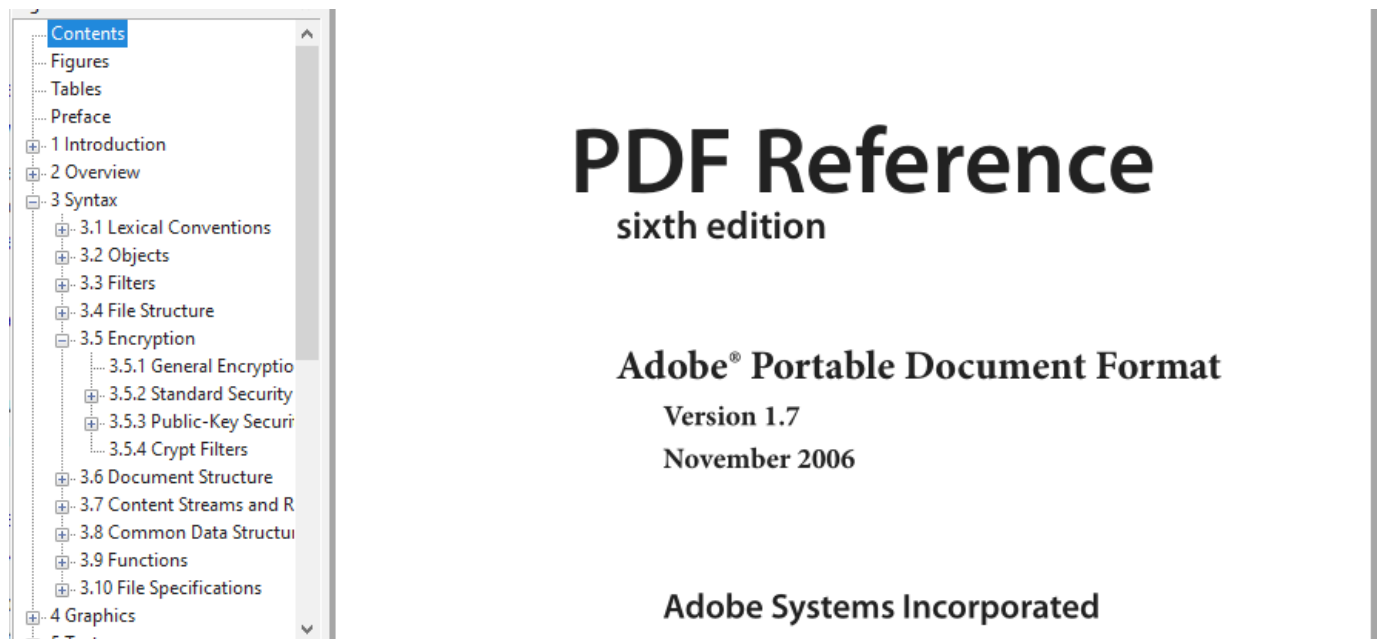 Contents
Figures
Tables
Preface
1 Introduction
2 Overview
3 Syntax
3.1 Lexical Conventions
3.2 Objects
3.3 Filters
3.4 File Structure
3.5 Encryption
3.5.1 General Encryptio
3.5.2 Standard Security
3.5.3 Public-Key Securi
3.5.4 Crypt Filters
3.6 Document Structure
3.7 Content Streams and R
3.8 Common Data Structu
3.9 Functions
3.10 File Specifications
4 Graphics
PDF Reference
sixth edition
Adobe® Portable Document Format
Version 1.7
November 2006
Adobe Systems Incorporated